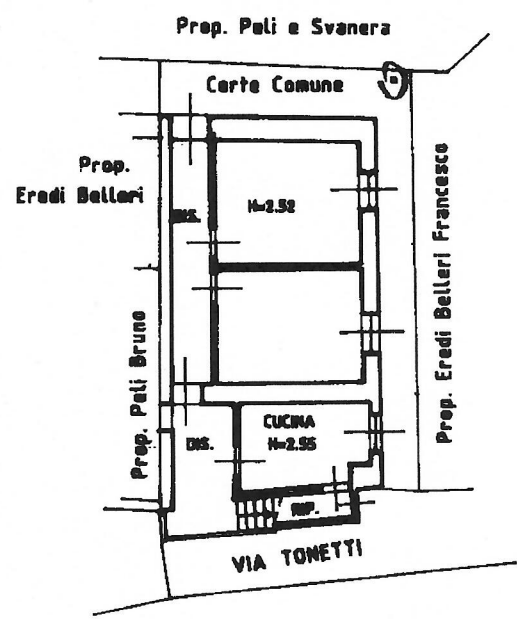 Prop. Peli e Svanera
Corte Comune
Prop.
Eredi Belleri
DIS.
H=2.52
Prop. Eredi Belleri Francesco
Prop. Peli Bruno
CUCINA
H=2.55
DIS.
RIP.
VIA TONETTI